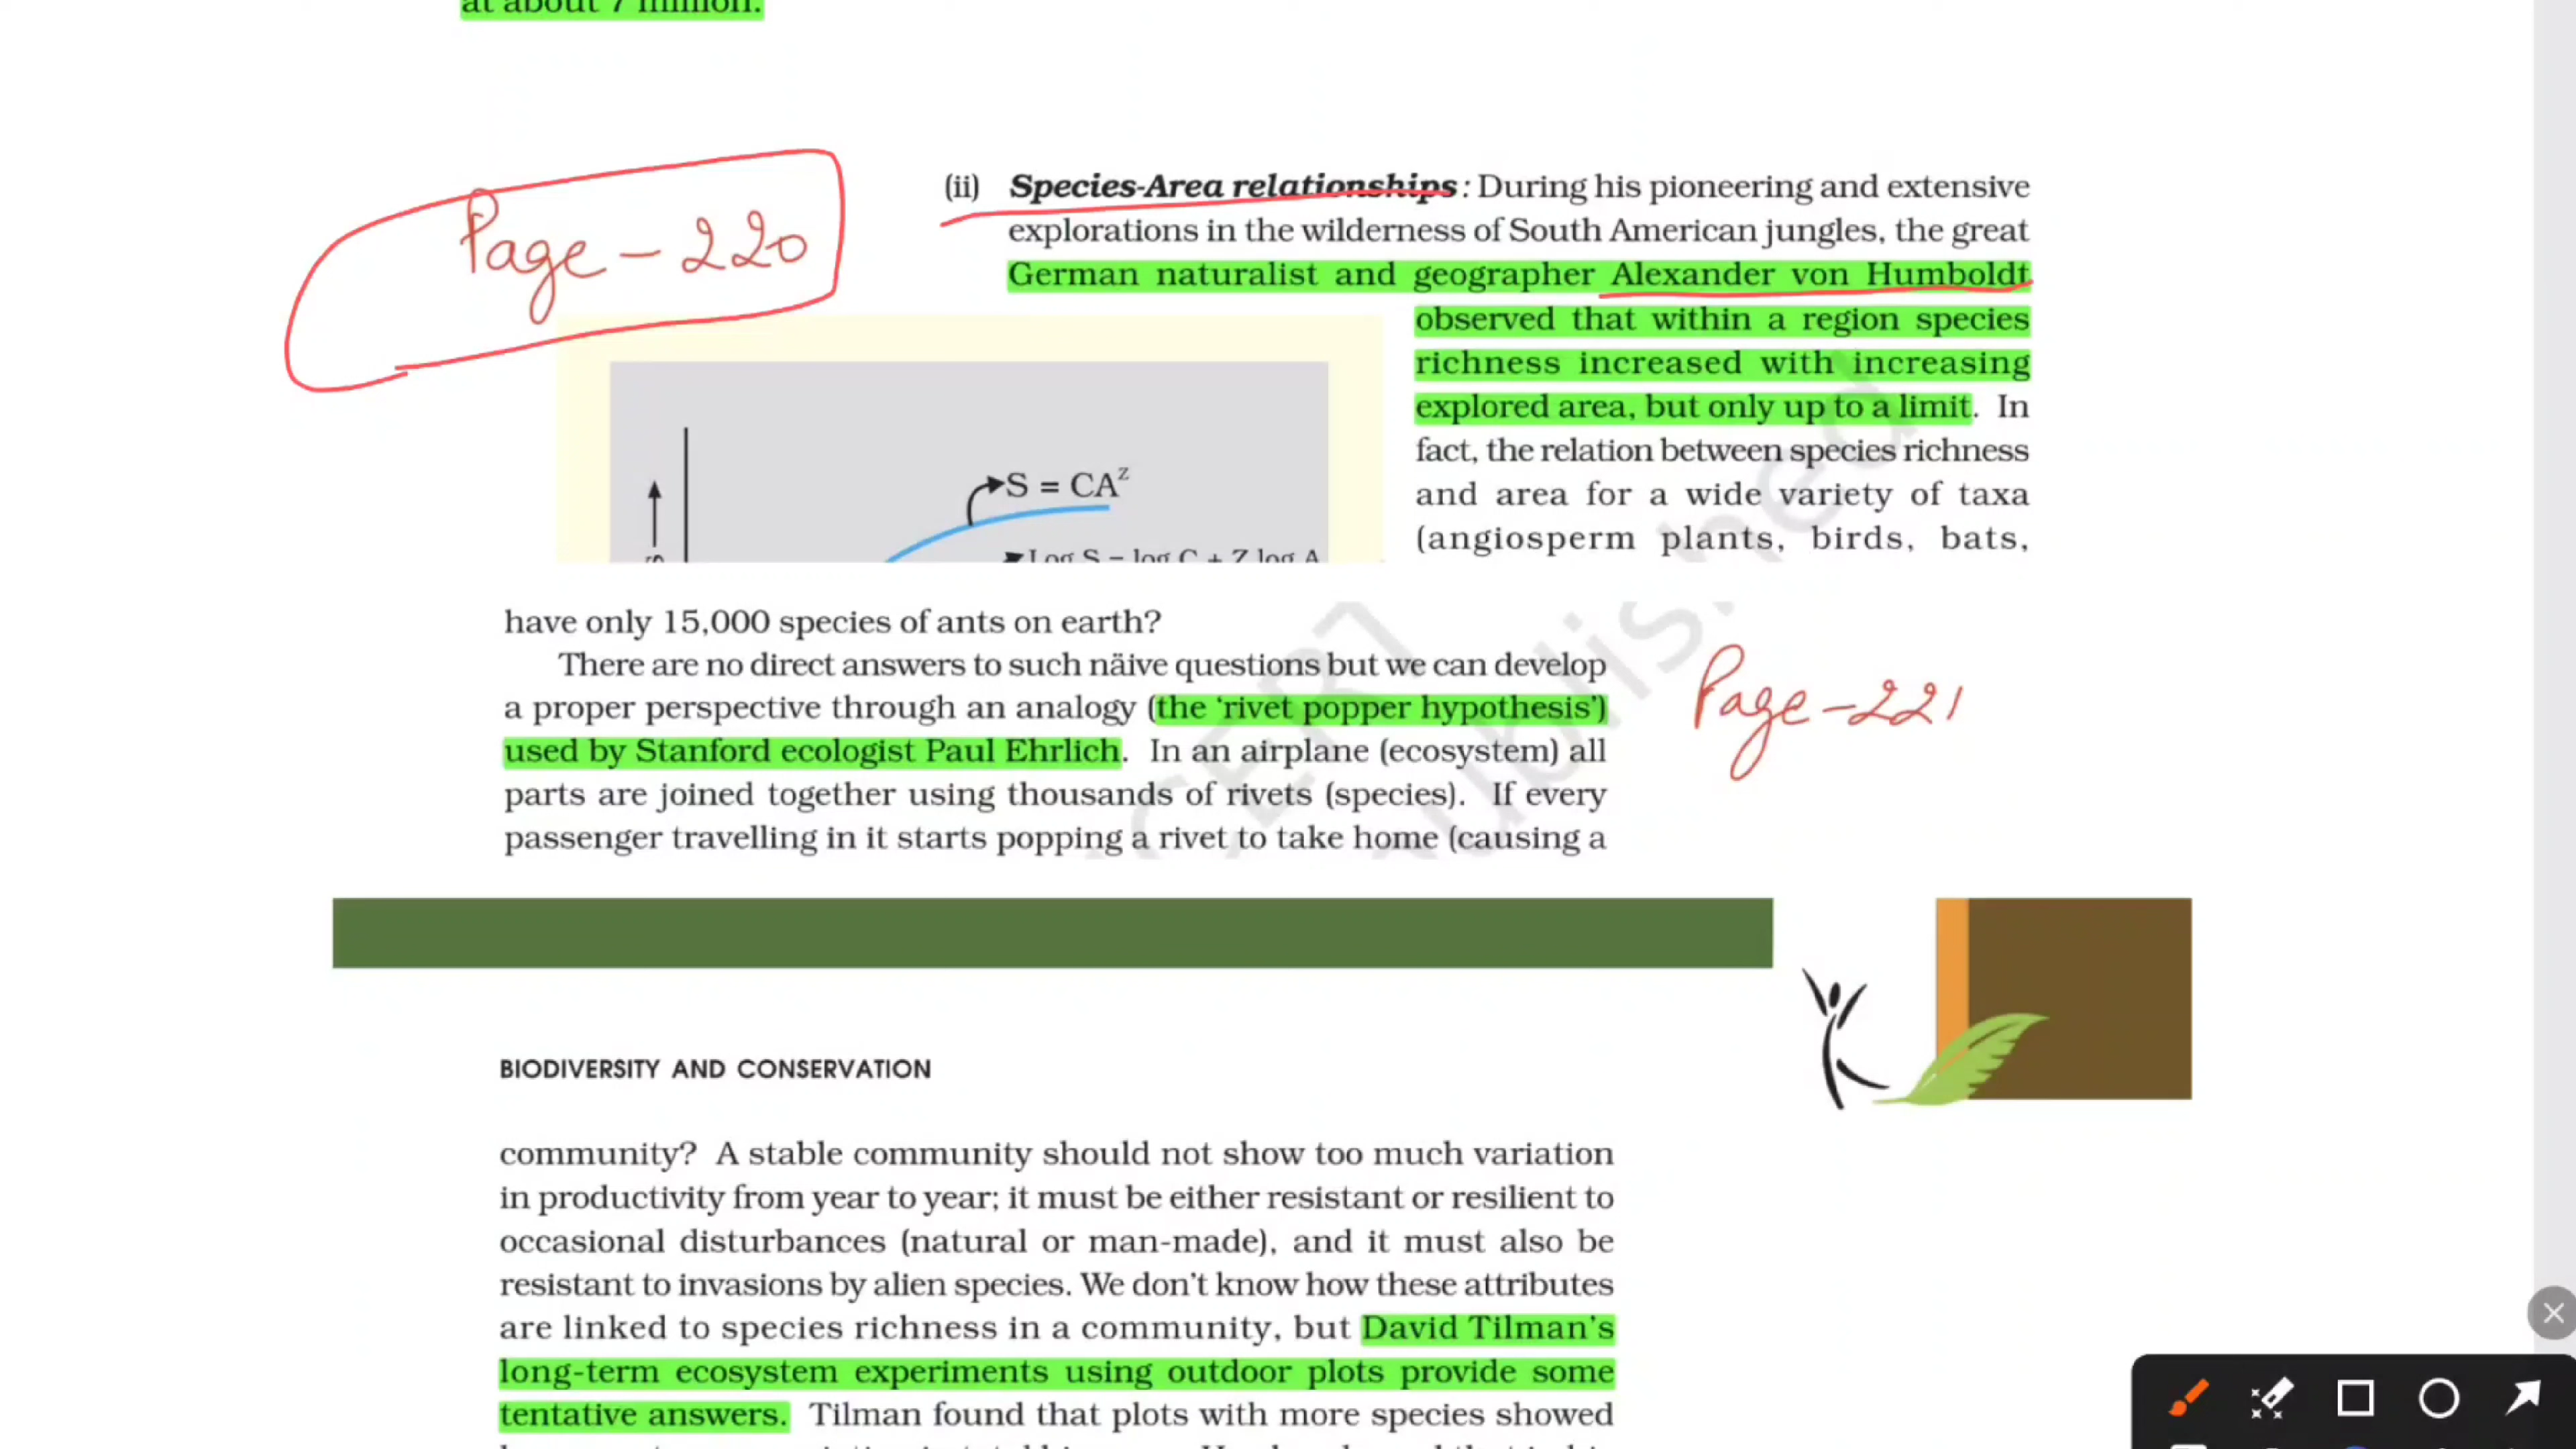 at about 7 million.
Page - 220
(ii) Species-Area relationships: During his pioneering and extensive
explorations in the wilderness of South American jungles, the great
German naturalist and geographer Alexander von Humboldt
observed that within a region species
richness increased with increasing
explored area, but only up to a limit. In
fact, the relation between species richness
and area for a wide variety of taxa
(angiosperm plants, birds, bats,
S = CA^Z
Log S = log C + Z log A
have only 15,000 species of ants on earth?
There are no direct answers to such näive questions but we can develop
a proper perspective through an analogy (the ‘rivet popper hypothesis’)
used by Stanford ecologist Paul Ehrlich. In an airplane (ecosystem) all
parts are joined together using thousands of rivets (species). If every
passenger travelling in it starts popping a rivet to take home (causing a
Page - 221
BIODIVERSITY AND CONSERVATION
community? A stable community should not show too much variation
in productivity from year to year; it must be either resistant or resilient to
occasional disturbances (natural or man-made), and it must also be
resistant to invasions by alien species. We don’t know how these attributes
are linked to species richness in a community, but David Tilman’s
long-term ecosystem experiments using outdoor plots provide some
tentative answers. Tilman found that plots with more species showed